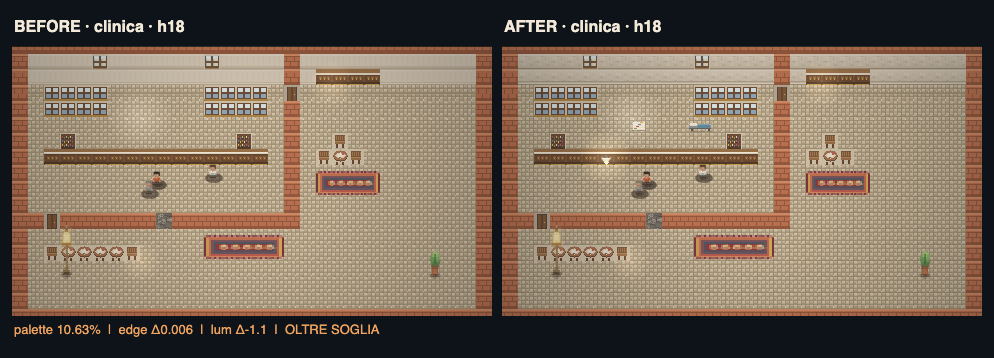 BEFORE · clinica · h18
AFTER · clinica · h18
palette 10.63% | edge Δ0.006 | lum Δ-1.1 | OLTRE SOGLIA